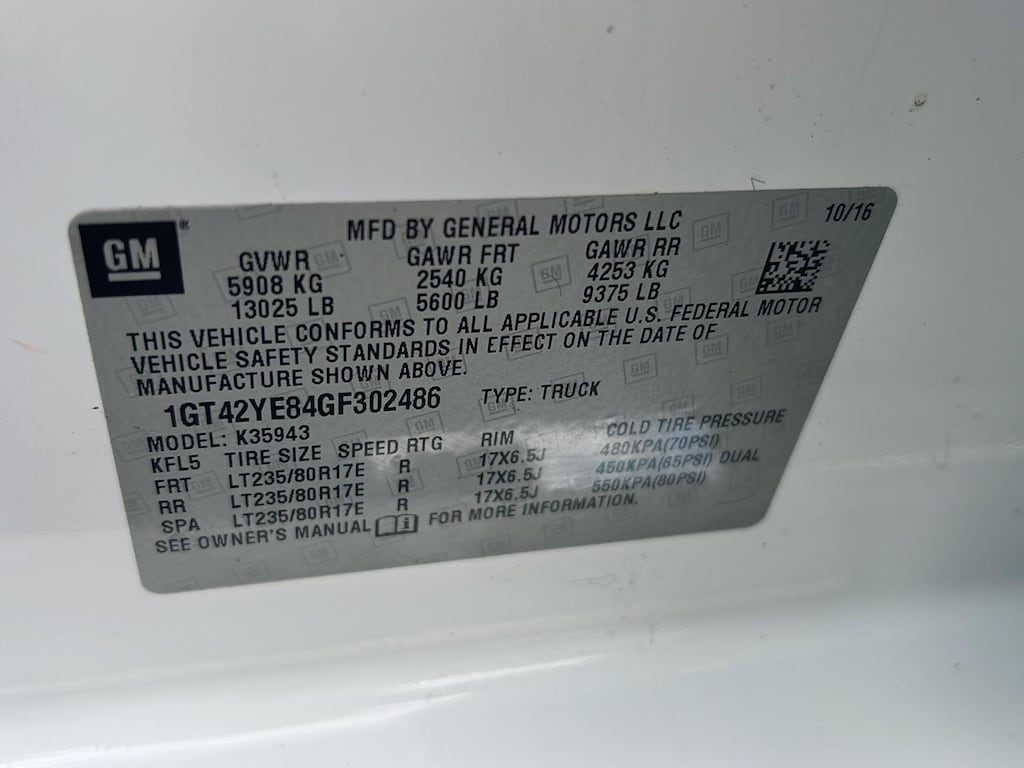 GM
MFD BY GENERAL MOTORS LLC
10/16
GVWR GAWR FRT GAWR RR
5908 KG 2540 KG 4253 KG
13025 LB 5600 LB 9375 LB
THIS VEHICLE CONFORMS TO ALL APPLICABLE U.S. FEDERAL MOTOR
VEHICLE SAFETY STANDARDS IN EFFECT ON THE DATE OF
MANUFACTURE SHOWN ABOVE.
1GT42YE84GF302486 TYPE: TRUCK
MODEL: K35943
KFL5 TIRE SIZE SPEED RTG RIM COLD TIRE PRESSURE
FRT LT235/80R17E R 17X6.5J 480KPA(70PSI)
RR LT235/80R17E R 17X6.5J 450KPA(65PSI) DUAL
SPA LT235/80R17E R 17X6.5J 550KPA(80PSI)
SEE OWNER'S MANUAL i FOR MORE INFORMATION.